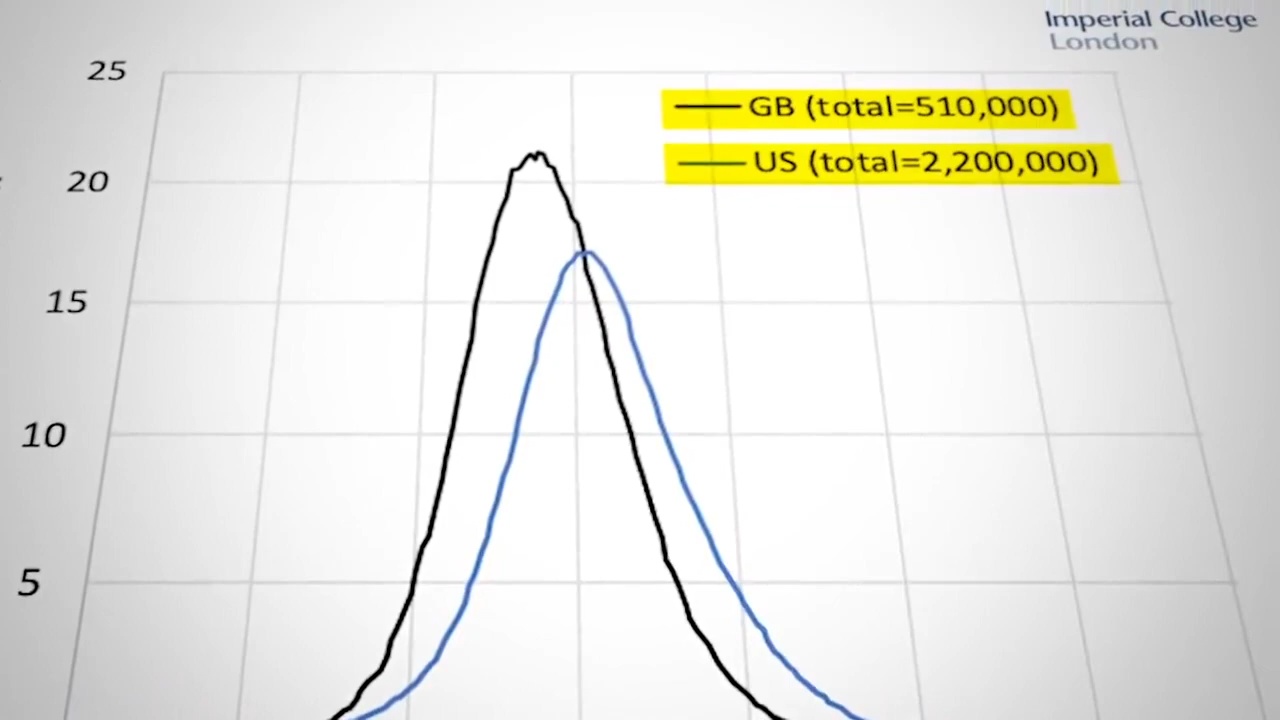 Imperial College
London
25
GB (total=510,000)
US (total=2,200,000)
20
15
10
5